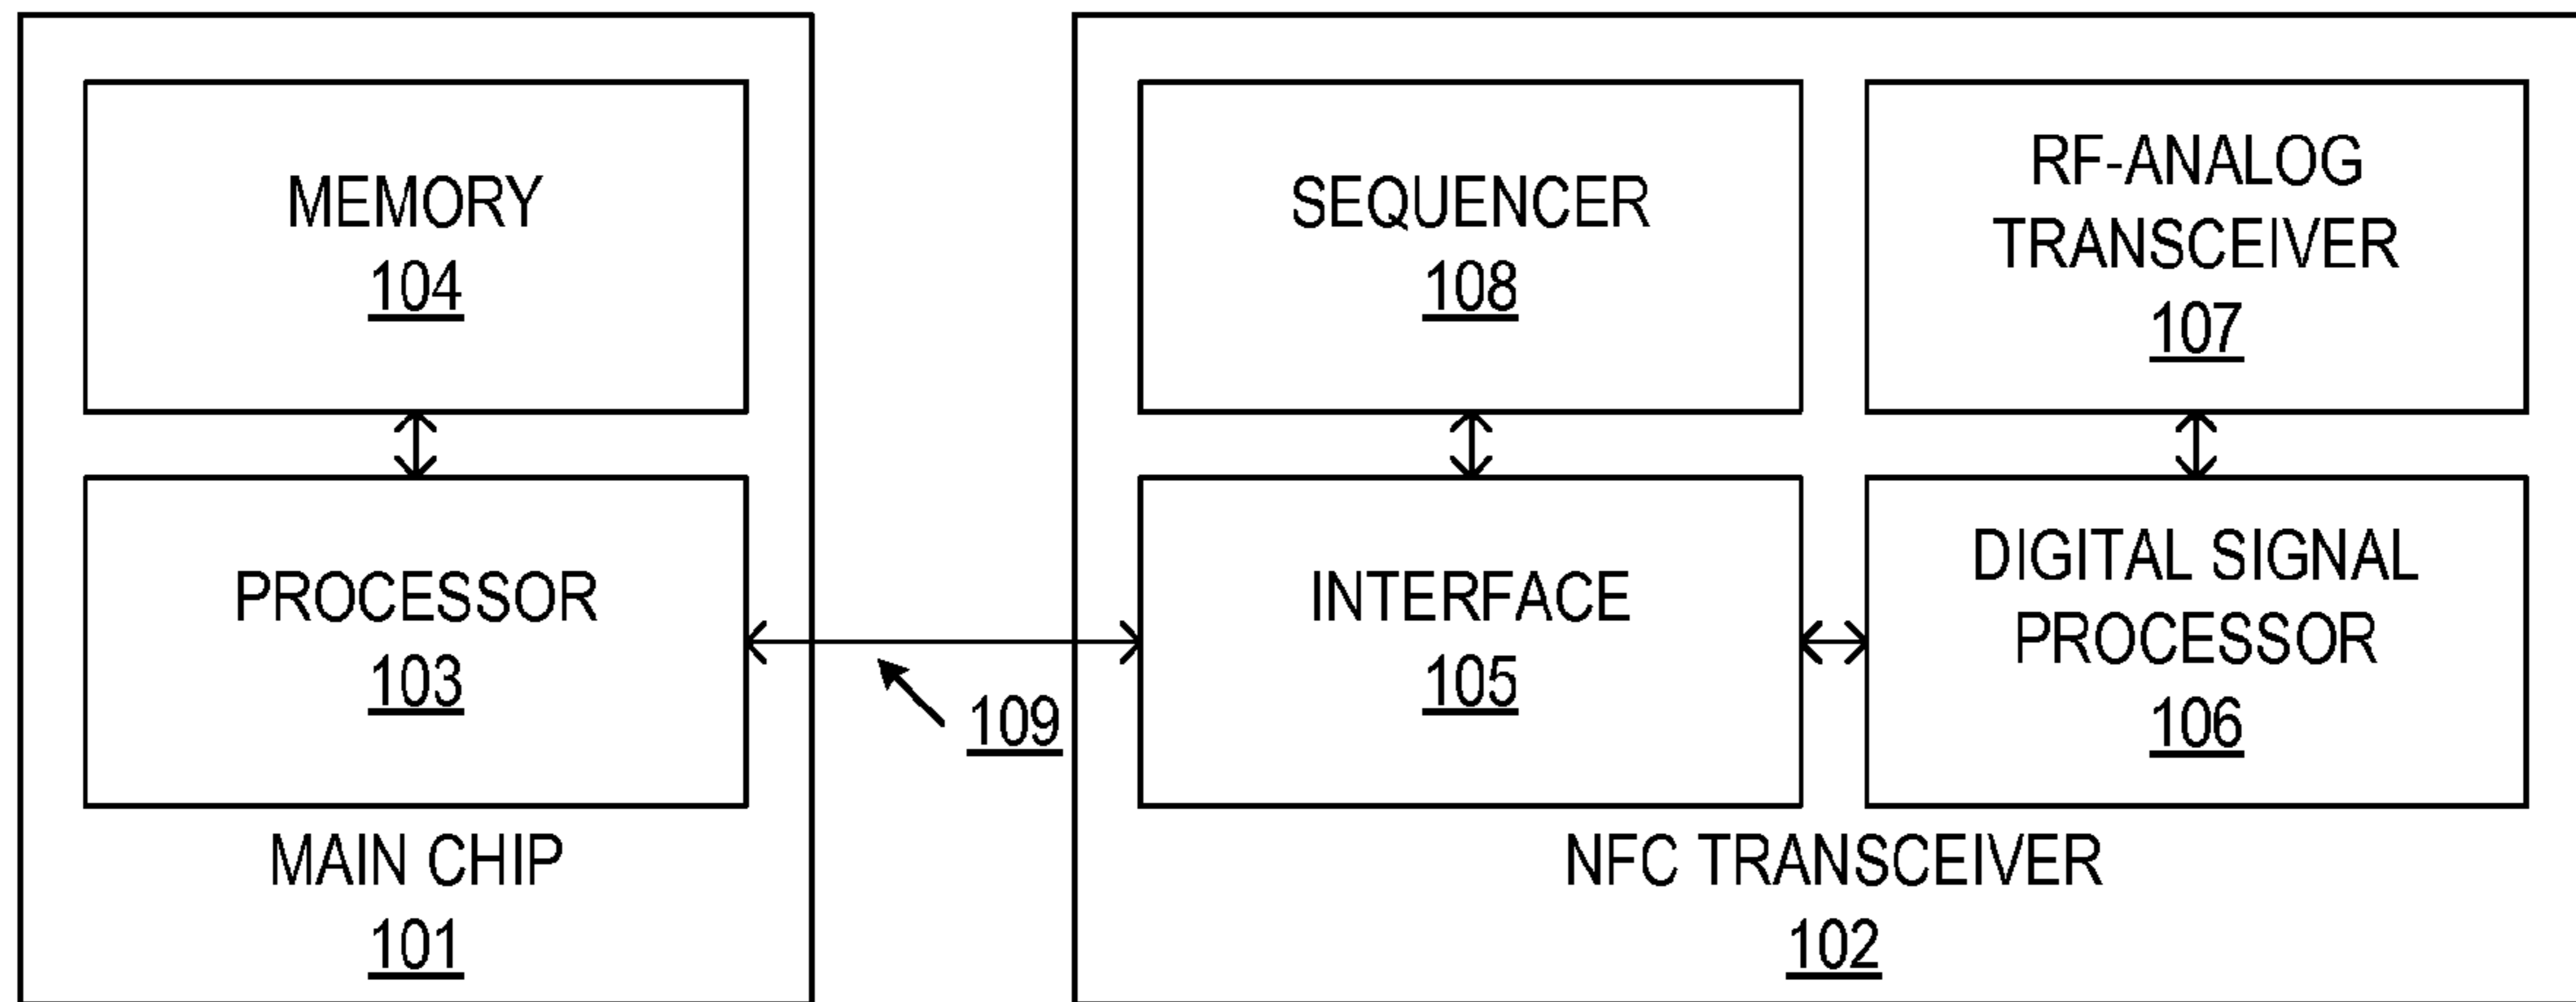 MEMORY
104
PROCESSOR
103
MAIN CHIP
101
109
SEQUENCER
108
RF-ANALOG
TRANSCEIVER
107
INTERFACE
105
DIGITAL SIGNAL
PROCESSOR
106
NFC TRANSCEIVER
102